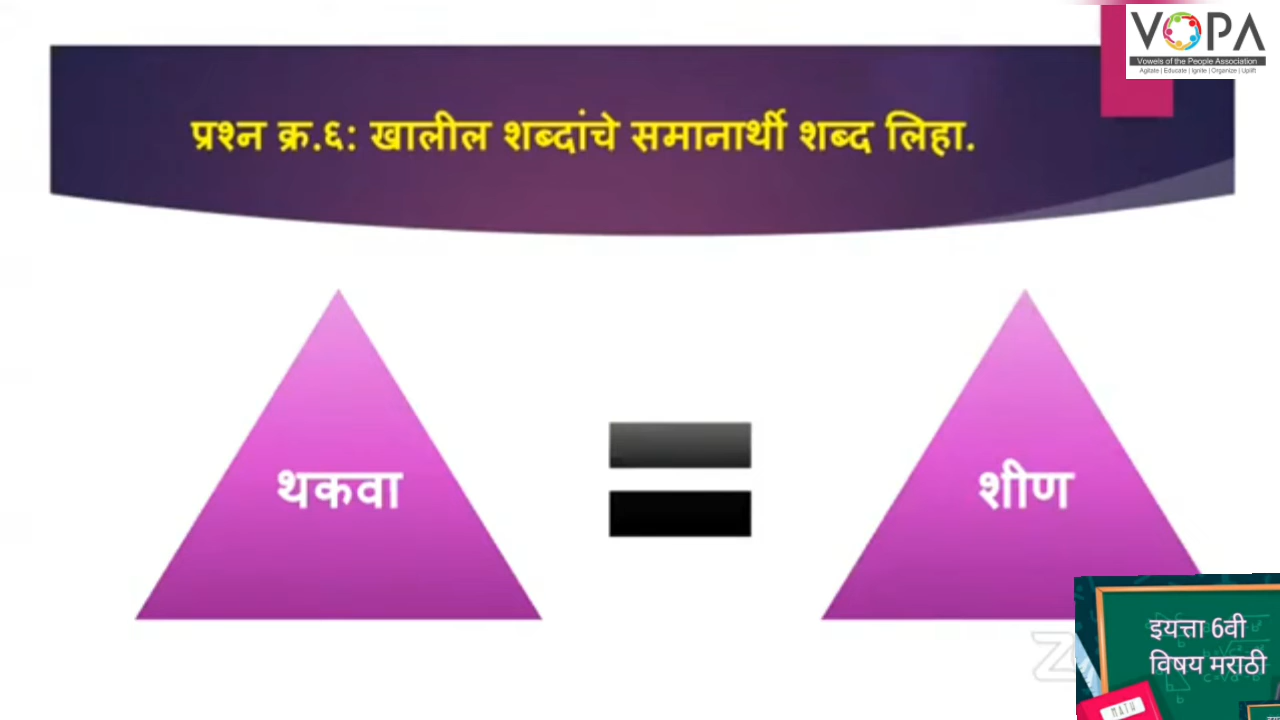 VOPA
Vowels of the People Association
Agitate | Educate | Ignite | Organize | Uplift
प्रश्न क्र.६: खालील शब्दांचे समानार्थी शब्द लिहा.
थकवा
शीण
इयत्ता 6वी
विषय मराठी
MATH